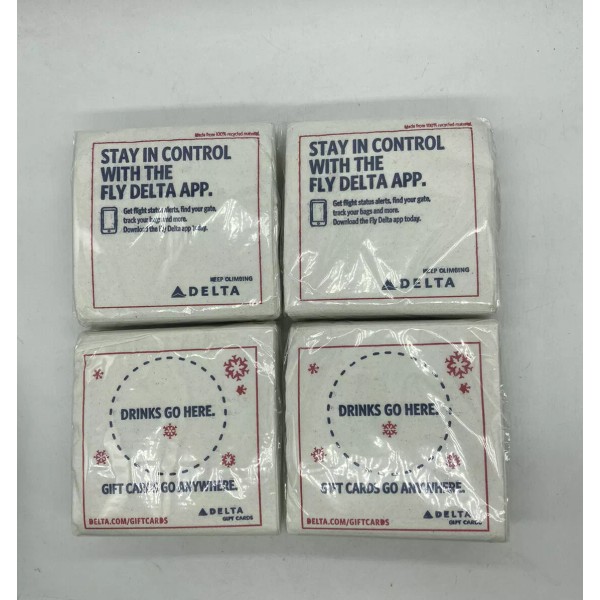 Made from 100% recycled material
STAY IN CONTROL
WITH THE
FLY DELTA APP.
Get flight status alerts, find your gate,
track your bags and more.
Download the Fly Delta app today.
KEEP CLIMBING
DELTA
Made from 100% recycled material
STAY IN CONTROL
WITH THE
FLY DELTA APP.
Get flight status alerts, find your gate,
track your bags and more.
Download the Fly Delta app today.
KEEP CLIMBING
DELTA
DRINKS GO HERE.
GIFT CARDS GO ANYWHERE.
DELTA
GIFT CARDS
DELTA.COM/GIFTCARDS
DRINKS GO HERE.
GIFT CARDS GO ANYWHERE.
DELTA
GIFT CARDS
DELTA.COM/GIFTCARDS